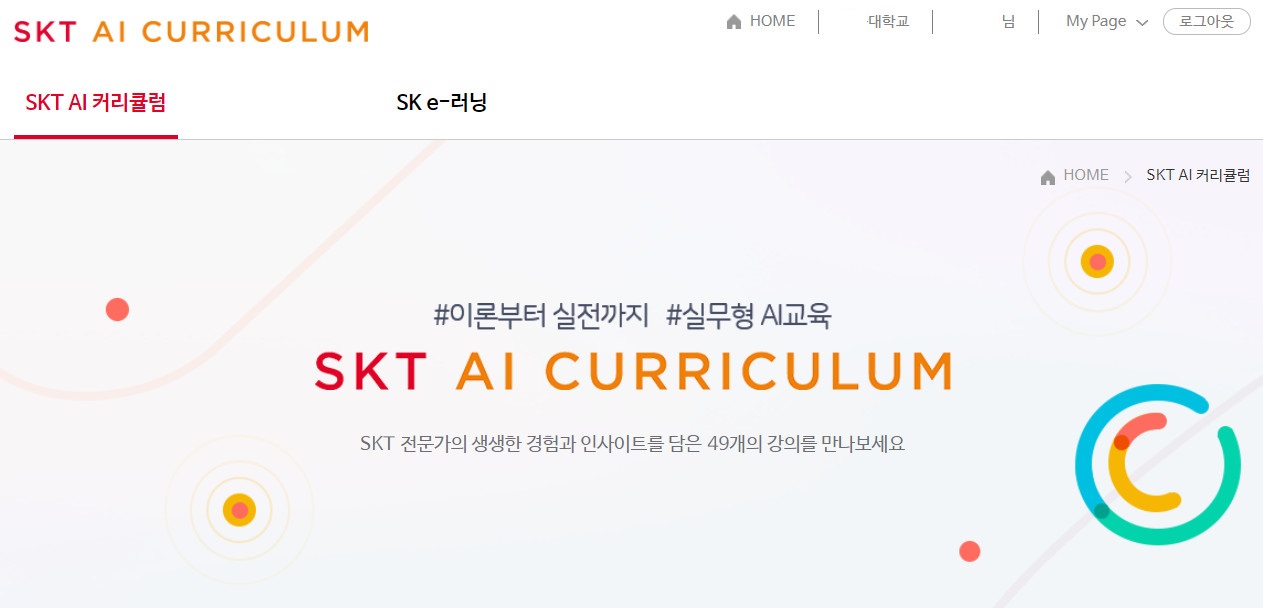 SKT AI CURRICULUM
HOME 대학교 님 My Page 로그아웃
SKT AI 커리큘럼 SK e-러닝
HOME > SKT AI 커리큘럼
#이론부터 실전까지 #실무형 AI교육
SKT AI CURRICULUM
SKT 전문가의 생생한 경험과 인사이트를 담은 49개의 강의를 만나보세요